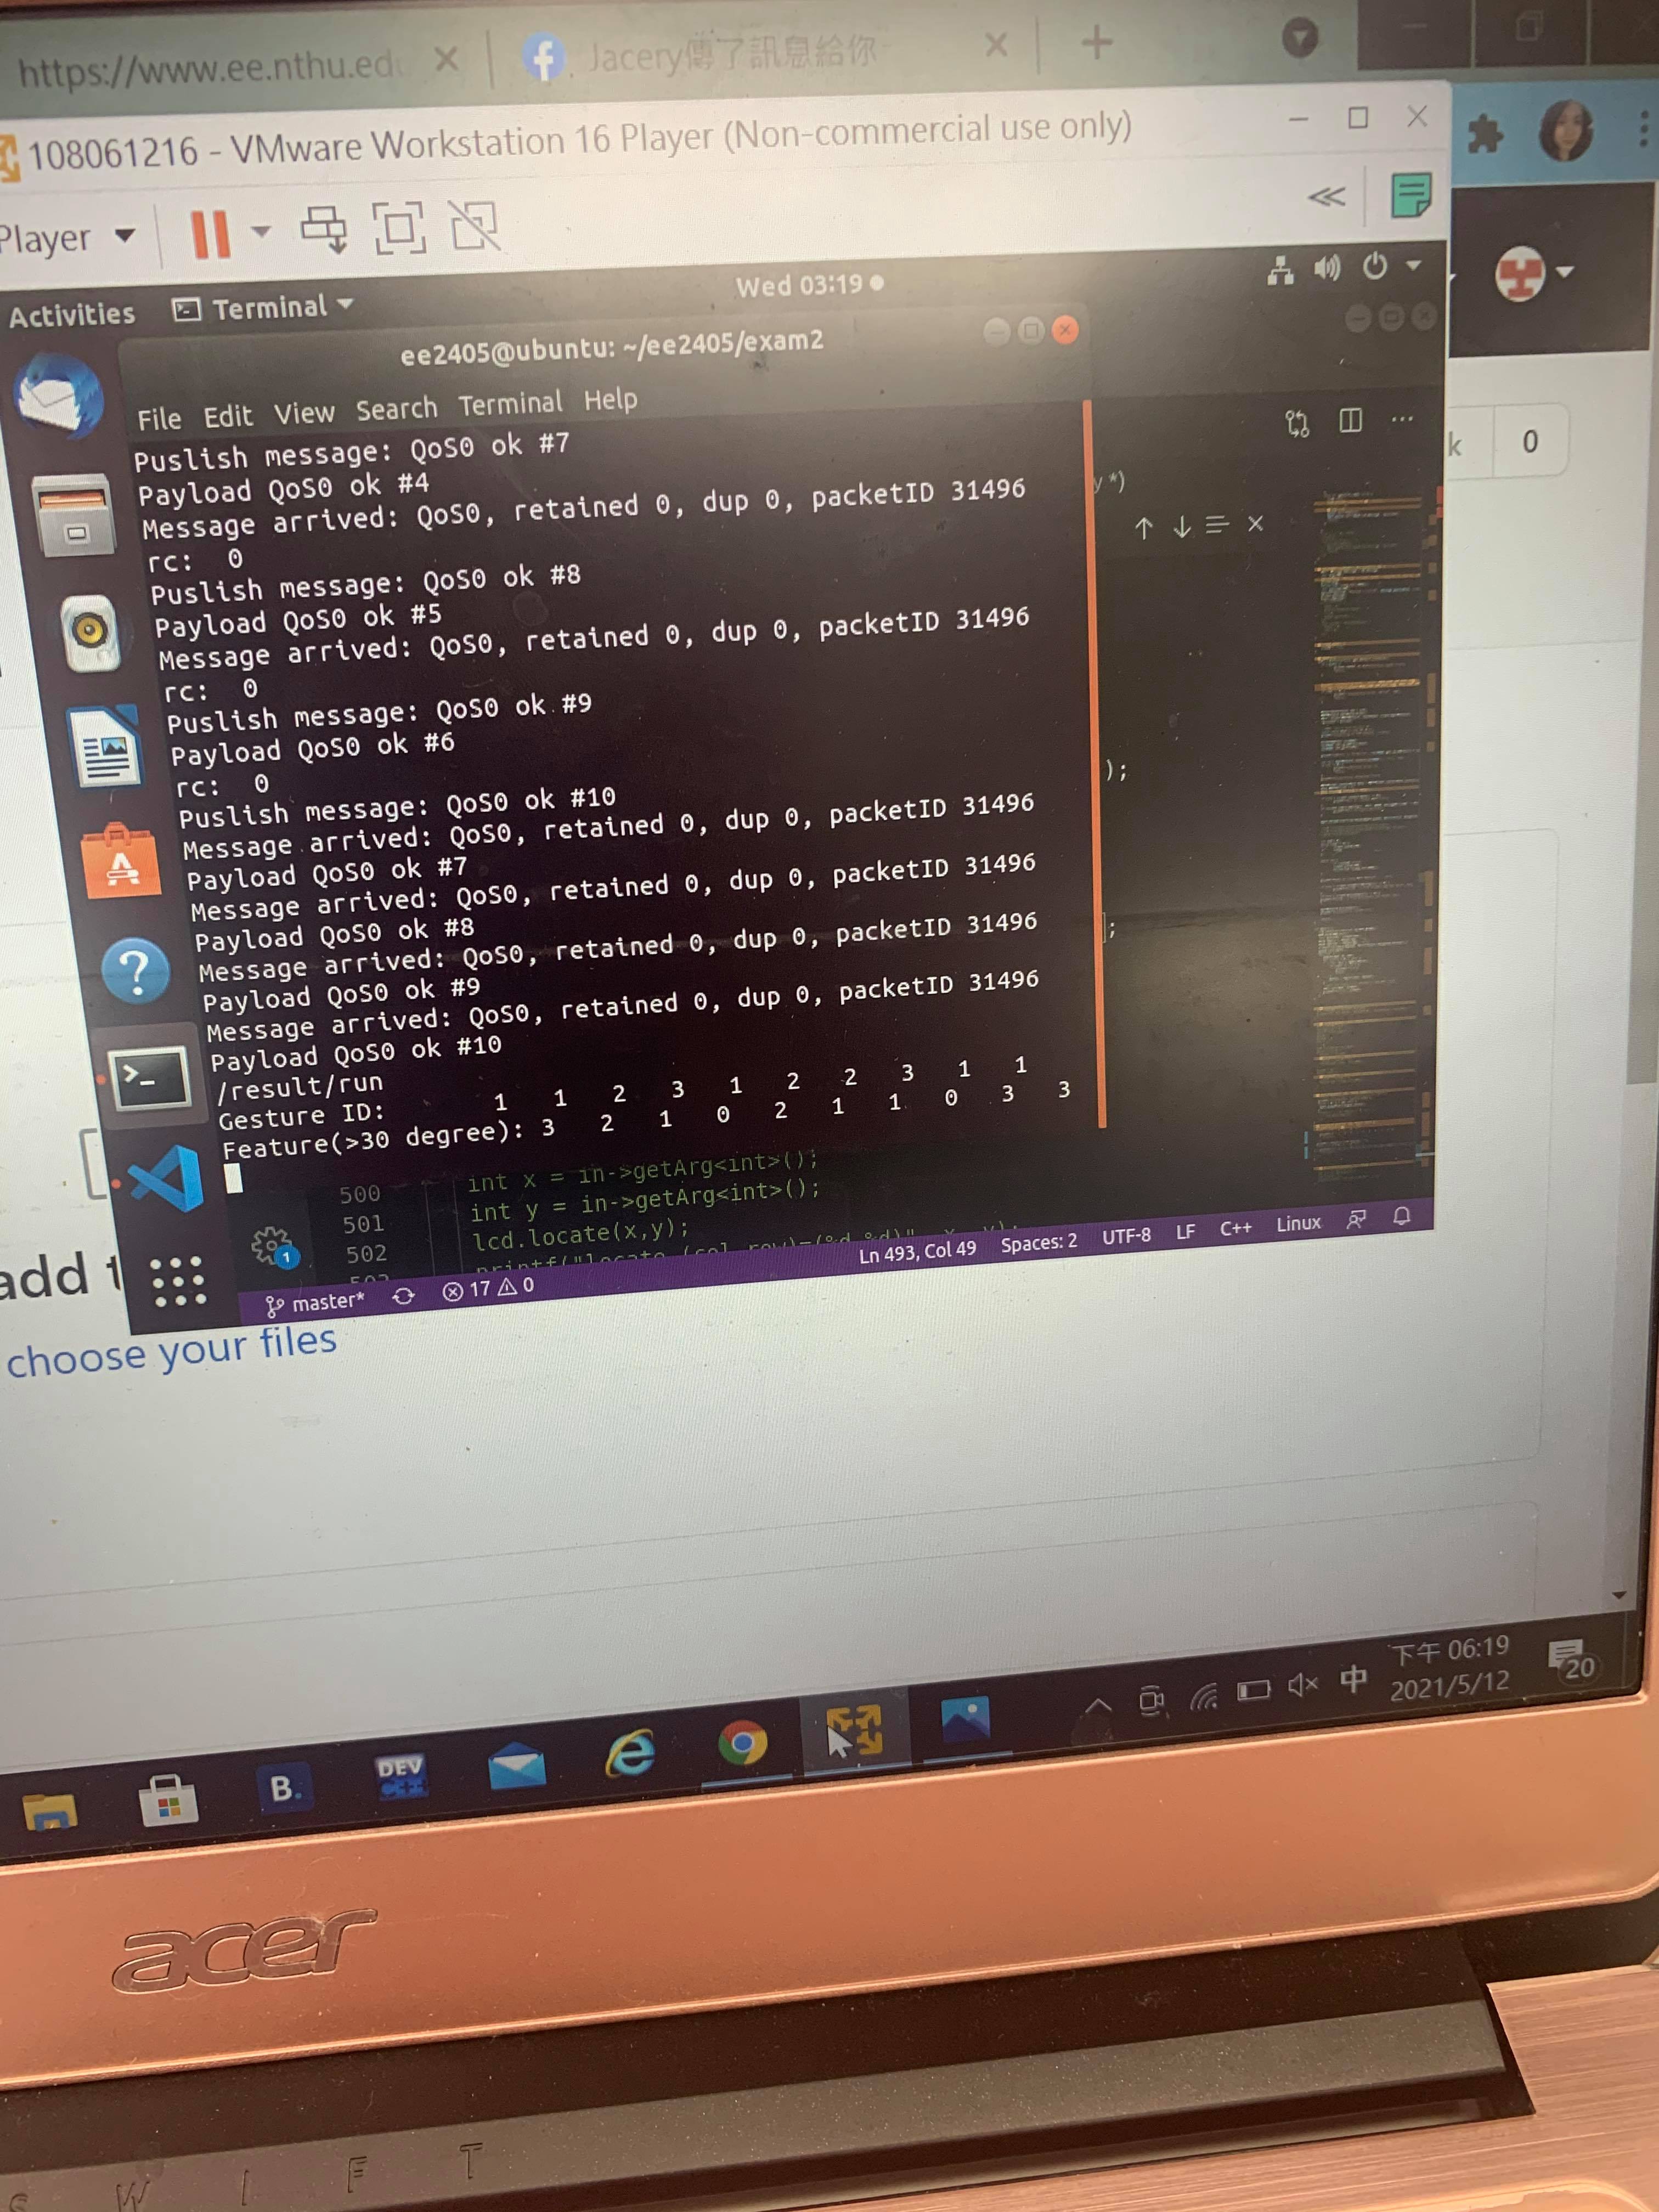 https://www.ee.nthu.ed
Jacery傳了訊息給你
108061216 - VMware Workstation 16 Player (Non-commercial use only)
Player
Activities Terminal Wed 03:19
ee2405@ubuntu: ~/ee2405/exam2
File Edit View Search Terminal Help
k 0
Puslish message: QoS0 ok #7
Payload QoS0 ok #4
Message arrived: QoS0, retained 0, dup 0, packetID 31496
rc: 0
Puslish message: QoS0 ok #8
Payload QoS0 ok #5
Message arrived: QoS0, retained 0, dup 0, packetID 31496
rc: 0
Puslish message: QoS0 ok #9
Payload QoS0 ok #6
rc: 0
Puslish message: QoS0 ok #10
Message arrived: QoS0, retained 0, dup 0, packetID 31496
Payload QoS0 ok #7
Message arrived: QoS0, retained 0, dup 0, packetID 31496
Payload QoS0 ok #8
Message arrived: QoS0, retained 0, dup 0, packetID 31496
Payload QoS0 ok #9
Message arrived: QoS0, retained 0, dup 0, packetID 31496
Payload QoS0 ok #10
/result/run
Gesture ID: 1 1 2 3 1 2 2 3 1 1
Feature(>30 degree): 3 2 1 0 2 1 1 0 3 3
y *)
);
];
500 int x = in->getArg<int>();
501 int y = in->getArg<int>();
502 lcd.locate(x,y);
503
master* 17 0 Ln 493, Col 49 Spaces: 2 UTF-8 LF C++ Linux
1
add
choose your files
B.
DEV
C++
中
下午 06:19
2021/5/12
20
acer
S W I F T